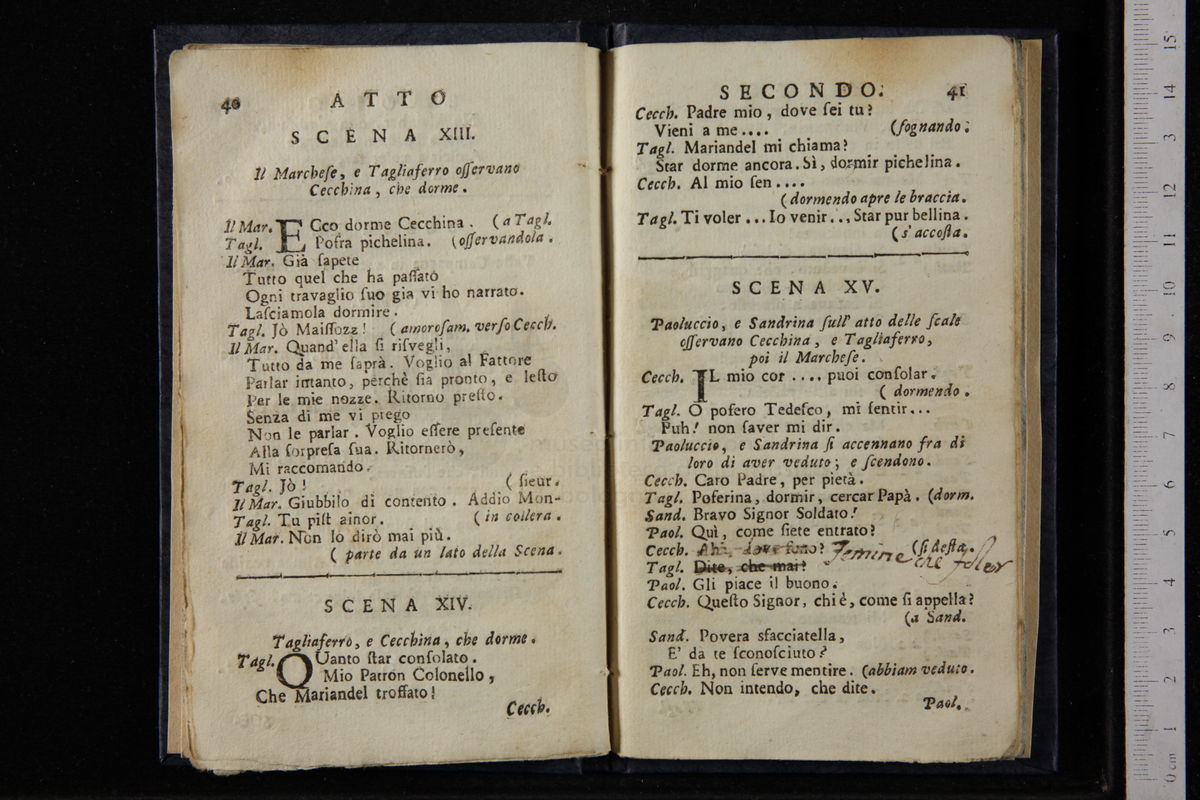 40 ATTO
SCENA XIII.
Il Marcheſe, e Tagliaferro oſſervano
Cecchina, che dorme.
Il Mar. ECco dorme Cecchina. (a Tagl.
Tagl. Poſra pichelina. (oſſervandola.
Il Mar. Già ſapete
Tutto quel che ha paſſato
Ogni travaglio ſuo gia vi ho narrato.
Laſciamola dormire.
Tagl. Jò Maiſſozz! (amoroſam. verſo Cecch.
Il Mar. Quand' ella ſi riſvegli,
Tutto da me ſaprà. Voglio al Fattore
Parlar intanto, perchè ſia pronto, e leſto
Per le mie nozze. Ritorno preſto.
Senza di me vi prego
Non le parlar. Voglio eſſere preſente
Alla ſorpreſa ſua. Ritornerò,
Mi raccomando.
Tagl. Jò! (ſieur.
Il Mar. Giubbilo di contento. Addio Mon-
Tagl. Tu piſt ainor. (in collera.
Il Mar. Non lo dirò mai più.
(parte da un lato della Scena.
SCENA XIV.
Tagliaferro, e Cecchina, che dorme.
Tagl. QUanto ſtar conſolato.
Mio Patron Colonello,
Che Mariandel troffato!
Cecch.
SECONDO. 41
Cecch. Padre mio, dove ſei tu?
Vieni a me.... (ſognando.
Tagl. Mariandel mi chiama?
Star dorme ancora. Sì, dormir pichelina.
Cecch. Al mio ſen....
(dormendo apre le braccia.
Tagl. Ti voler... Io venir... Star pur bellina.
(s' accoſta.
SCENA XV.
Paoluccio, e Sandrina ſull' atto delle ſcale
oſſervano Cecchina, e Tagliaferro,
poi il Marcheſe.
Cecch. IL mio cor .... puoi conſolar.
(dormendo.
Tagl. O poſero Tedeſco, mi ſentir...
Fuh! non ſaver mi dir.
Paoluccio, e Sandrina ſi accennano fra di
loro di aver veduto; e ſcendono.
Cecch. Caro Padre, per pietà.
Tagl. Poferina, dormir, cercar Papà. (dorm.
Sand. Bravo Signor Soldato!
Paol. Quì, come ſiete entrato?
Cecch. Ahi, dove ſono? (ſi deſta.
Tagl. Dite, che mai? Femine che foler
Paol. Gli piace il buono.
Cecch. Queſto Signor, chi è, come ſi appella?
(a Sand.
Sand. Povera sfacciatella,
E' da te ſconoſciuto?
Paol. Eh, non ſerve mentire. (abbiam veduto.
Cecch. Non intendo, che dite.
Paol.